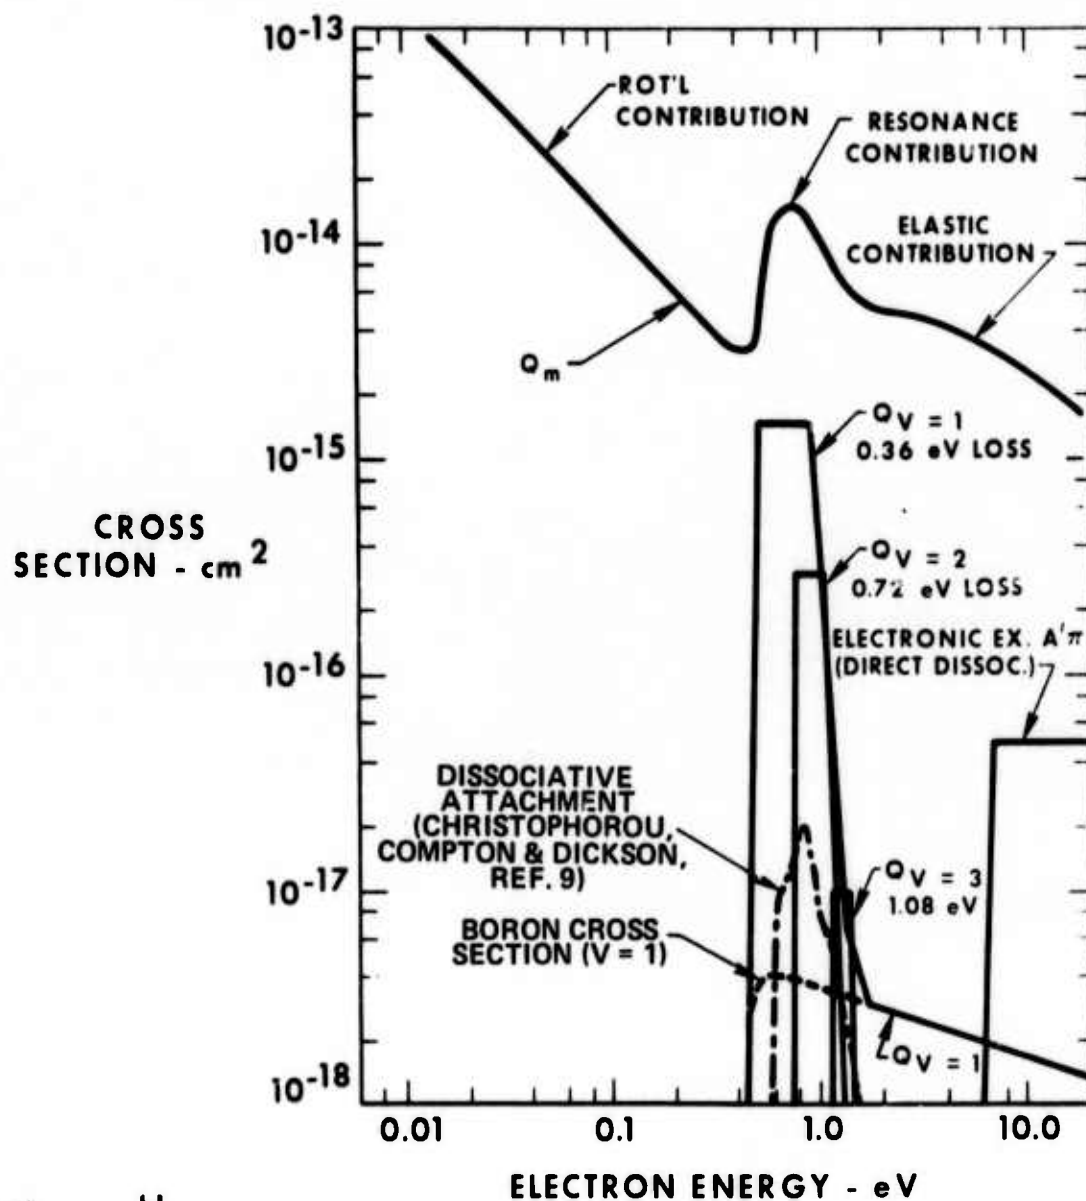 10-13
ROT'L
CONTRIBUTION
RESONANCE
CONTRIBUTION
10-14
ELASTIC
CONTRIBUTION
Qm
QV = 1
0.36 eV LOSS
10-15
CROSS
SECTION - cm2
QV = 2
0.72 eV LOSS
ELECTRONIC EX. A'π
(DIRECT DISSOC.)
10-16
DISSOCIATIVE
ATTACHMENT
(CHRISTOPHOROU,
COMPTON & DICKSON,
REF. 9)
QV = 3
1.08 eV
10-17
BORON CROSS
SECTION (V = 1)
QV = 1
10-18
0.01 0.1 1.0 10.0
ELECTRON ENERGY - eV